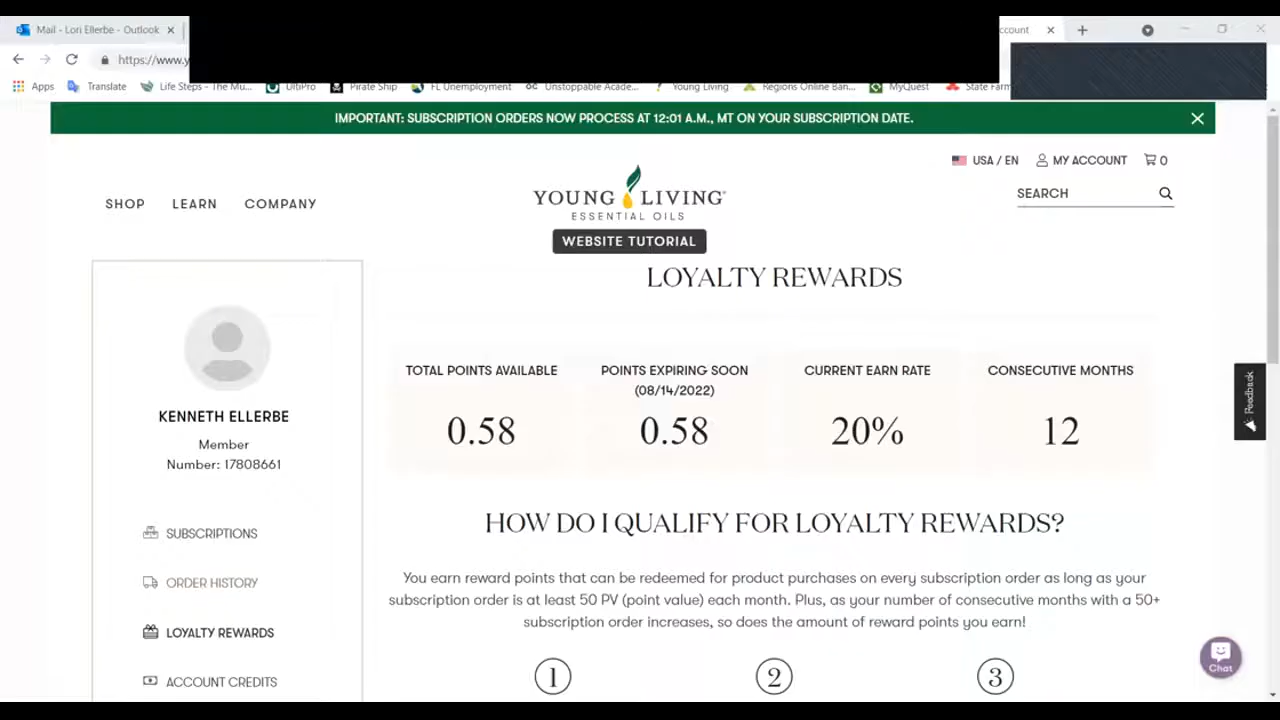 Mail - Lori Ellerbe - Outlook
ccount
https://www.y
Apps Translate Life Steps - The Mu... UltiPro Pirate Ship FL Unemployment Unstoppable Acade... Young Living Regions Online Ban... MyQuest State Farm
IMPORTANT: SUBSCRIPTION ORDERS NOW PROCESS AT 12:01 A.M., MT ON YOUR SUBSCRIPTION DATE.
USA / EN MY ACCOUNT 0
SHOP LEARN COMPANY
YOUNG LIVING
ESSENTIAL OILS
SEARCH
WEBSITE TUTORIAL
LOYALTY REWARDS
KENNETH ELLERBE
Member
Number: 17808661
SUBSCRIPTIONS
ORDER HISTORY
LOYALTY REWARDS
ACCOUNT CREDITS
TOTAL POINTS AVAILABLE
0.58
POINTS EXPIRING SOON
(08/14/2022)
0.58
CURRENT EARN RATE
20%
CONSECUTIVE MONTHS
12
HOW DO I QUALIFY FOR LOYALTY REWARDS?
You earn reward points that can be redeemed for product purchases on every subscription order as long as your
subscription order is at least 50 PV (point value) each month. Plus, as your number of consecutive months with a 50+
subscription order increases, so does the amount of reward points you earn!
1 2 3
Feedback
Chat